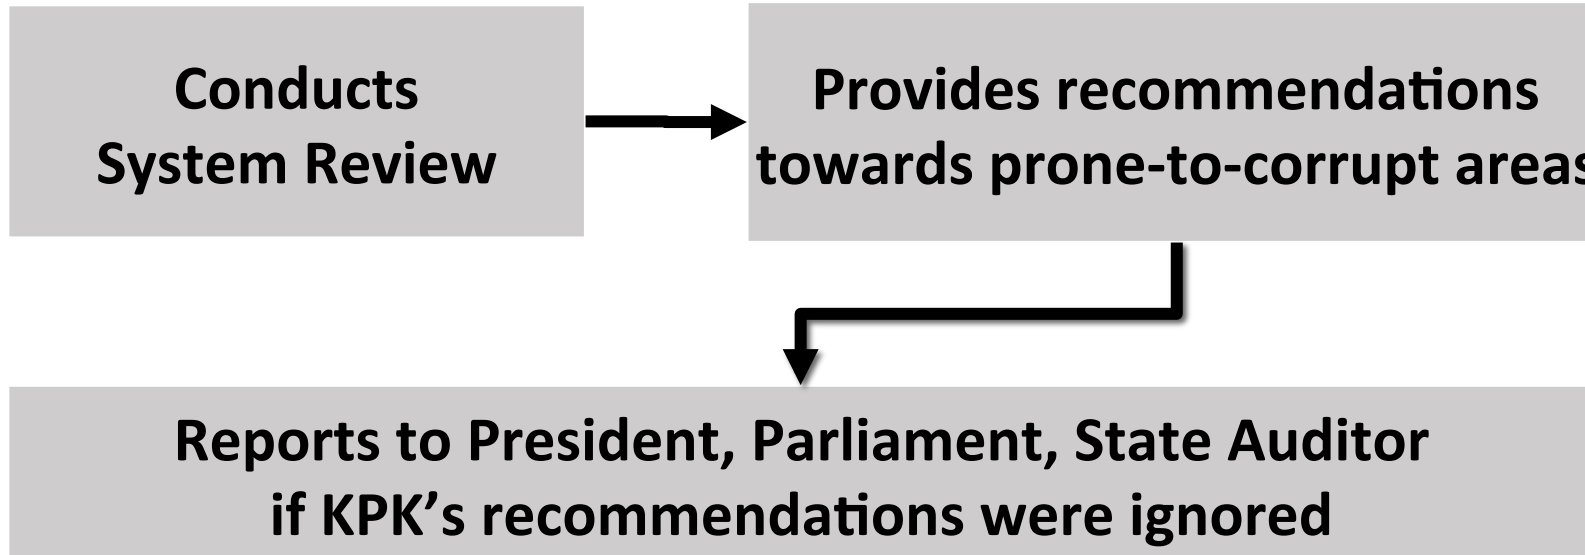 Conducts
System Review
Provides recommendations
towards prone-to-corrupt areas
Reports to President, Parliament, State Auditor
if KPK’s recommendations were ignored